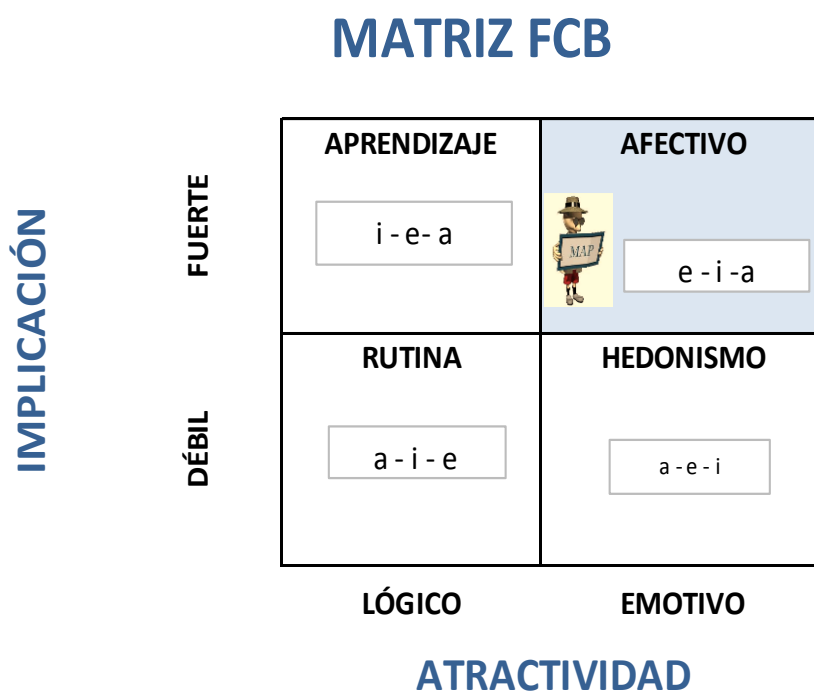 MATRIZ FCB
IMPLICACIÓN
FUERTE
APRENDIZAJE
AFECTIVO
i - e- a
MAP
e - i -a
DÉBIL
RUTINA
HEDONISMO
a - i - e
a - e - i
LÓGICO
EMOTIVO
ATRACTIVIDAD